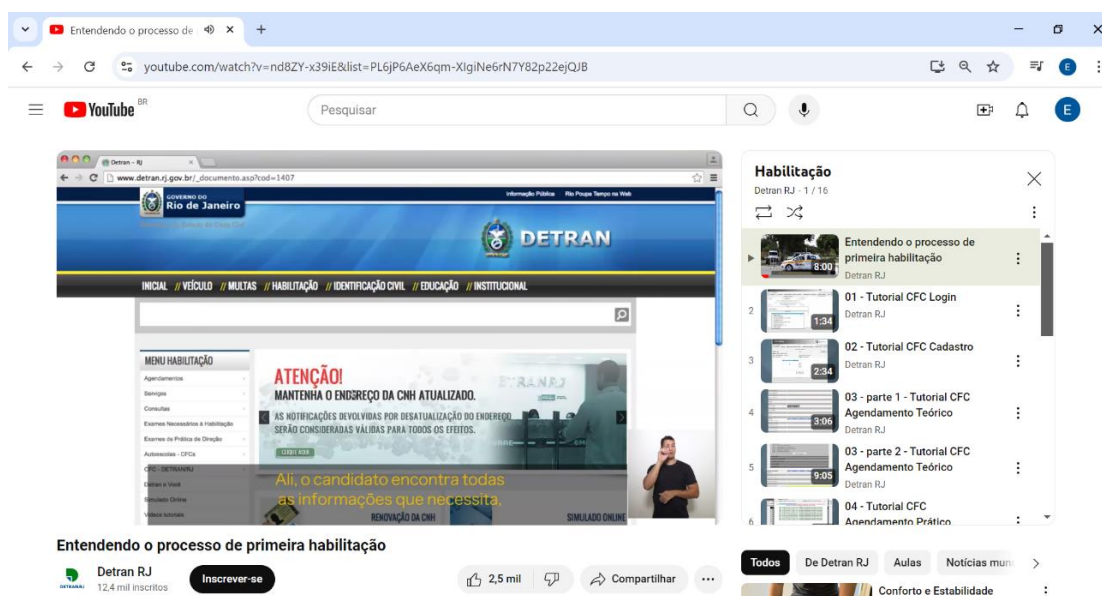 Entendendo o processo de
youtube.com/watch?v=nd8ZY-x39iE&list=PL6jP6AeX6qm-XIgiNe6rN7Y82p22ejQJB
E
YouTube BR
Pesquisar
E
Detran - RJ
www.detran.rj.gov.br/_documento.asp?cod=1407
GOVERNO DO
Rio de Janeiro
Informação Pública Rio Poupa Tempo na Web
DETRAN
INICIAL // VEÍCULO // MULTAS // HABILITAÇÃO // IDENTIFICAÇÃO CIVIL // EDUCAÇÃO // INSTITUCIONAL
MENU HABILITAÇÃO
Agendamentos
Serviços
Consultas
Exames Necessários à Habilitação
Exames de Prática de Direção
Autoescolas - CFCs
CFC - DETRAN/RJ
Detran e Você
Simulado Online
Vídeos tutoriais
ATENÇÃO!
MANTENHA O ENDEREÇO DA CNH ATUALIZADO.
AS NOTIFICAÇÕES DEVOLVIDAS POR DESATUALIZAÇÃO DO ENDEREÇO
SERÃO CONSIDERADAS VÁLIDAS PARA TODOS OS EFEITOS.
CLIQUE AQUI
Ali, o candidato encontra todas
as informações que necessita,
RENOVAÇÃO DA CNH
SIMULADO ONLINE
Entendendo o processo de primeira habilitação
Detran RJ
12,4 mil inscritos
Inscrever-se
2,5 mil
Compartilhar
Habilitação
Detran RJ - 1 / 16
8:00
Entendendo o processo de
primeira habilitação
Detran RJ
2
1:34
01 - Tutorial CFC Login
Detran RJ
3
2:34
02 - Tutorial CFC Cadastro
Detran RJ
4
3:06
03 - parte 1 - Tutorial CFC
Agendamento Teórico
Detran RJ
5
9:05
03 - parte 2 - Tutorial CFC
Agendamento Teórico
Detran RJ
6
04 - Tutorial CFC
Agendamento Prático
Todos De Detran RJ Aulas Notícias mun
Conforto e Estabilidade